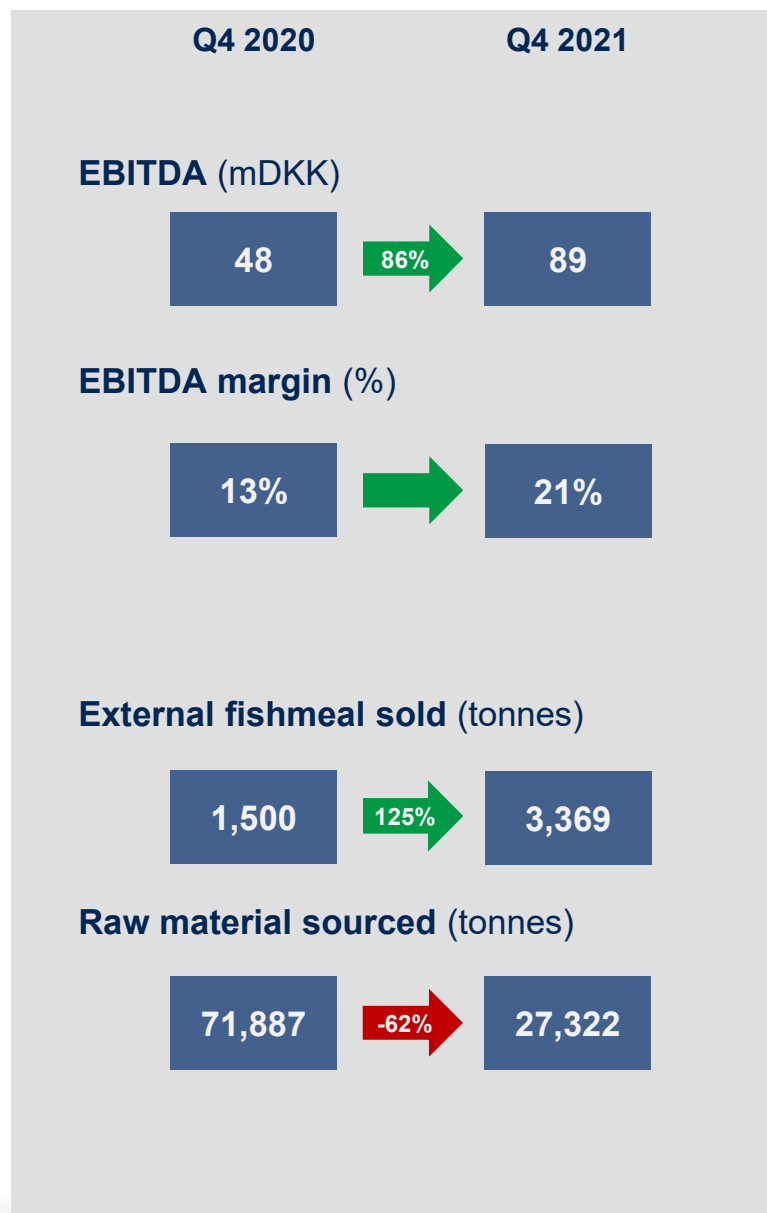 Q4 2020 Q4 2021
EBITDA (mDKK)
48 86% 89
EBITDA margin (%)
13% 21%
External fishmeal sold (tonnes)
1,500 125% 3,369
Raw material sourced (tonnes)
71,887 -62% 27,322